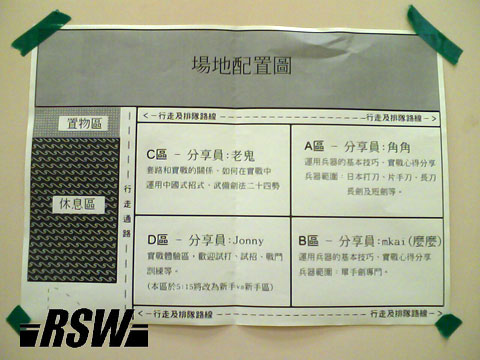 場地配置圖
置物區
<－行走及排隊路線
行走及排隊路線－>
C區 － 分享員:老鬼
套路和實戰的關係、如何在實戰中
運用中國式招式、武備劍法二十四勢
A區 － 分享員:角角
運用兵器的基本技巧、實戰心得分享
兵器範圍：日本打刀、片手刀、長刀
長劍及短劍等。
行走通路
休息區
D區 － 分享員:Jonny
實戰體驗區，歡迎試打、試招、戰鬥
訓練等。
(本區於5:15將改為新手vs新手區)
B區 － 分享員:mkai(麼麼)
運用兵器的基本技巧、實戰心得分享
兵器範圍：單手劍專門。
<－行走及排隊路線
行走及排隊路線－>
RSW